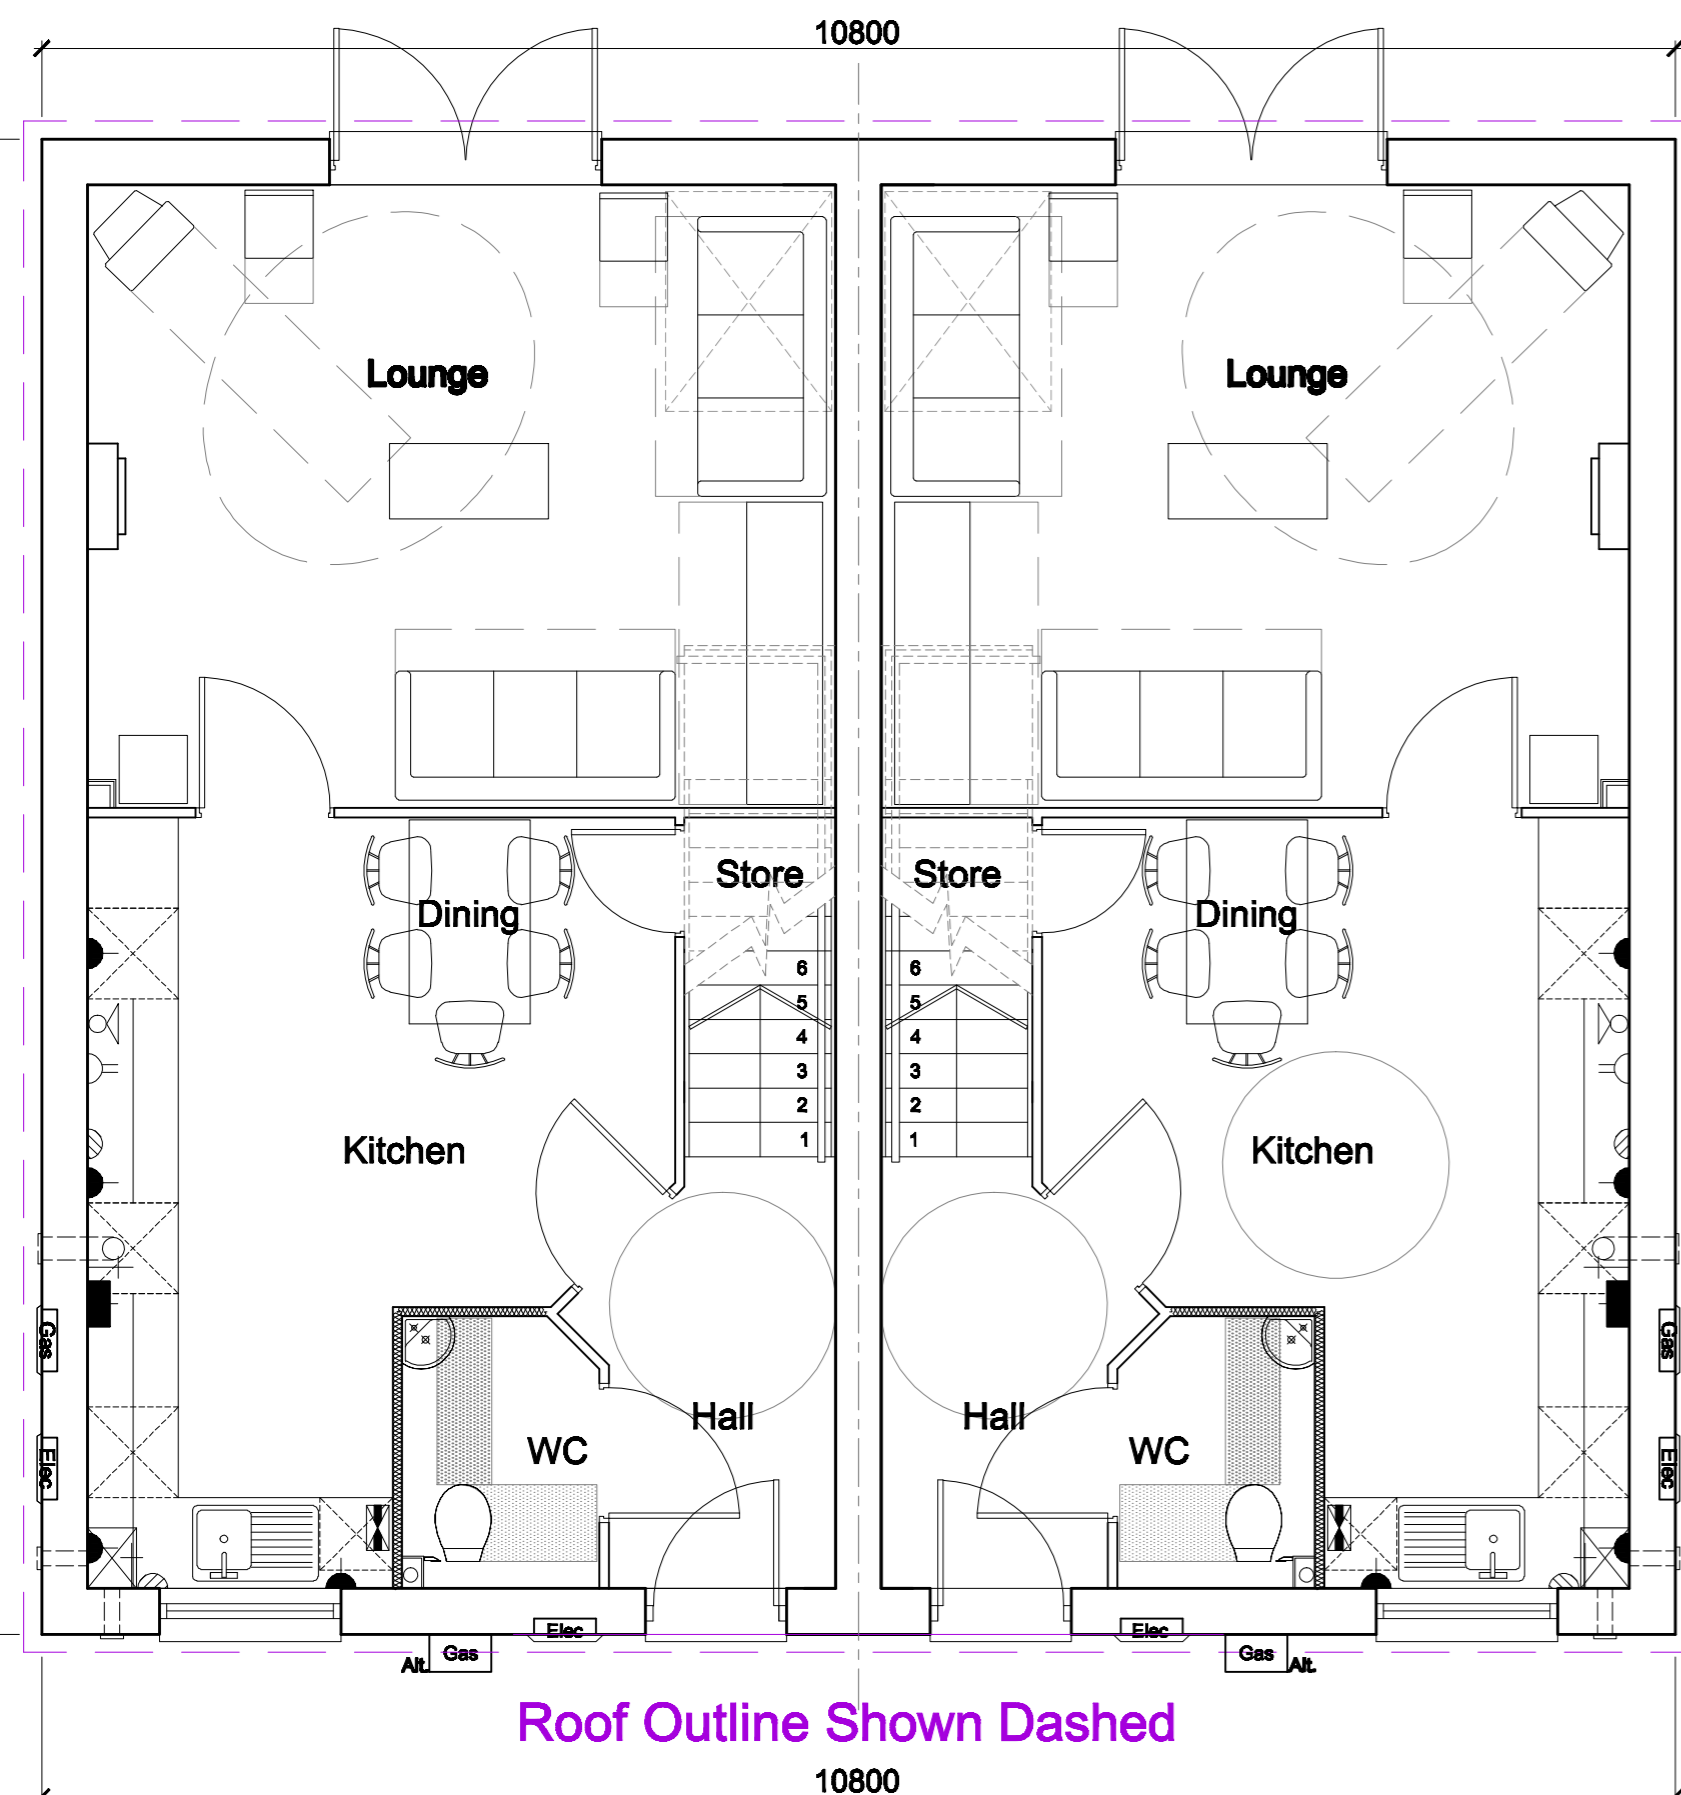 10800
Lounge Lounge
Store Store
Dining Dining
6 6
5 5
4 4
3 3
2 2
1 1
Kitchen Kitchen
Gas Gas
Hall Hall
WC WC
Elec Elec
Elec Elec
Alt. Gas Gas Alt.
Roof Outline Shown Dashed
10800